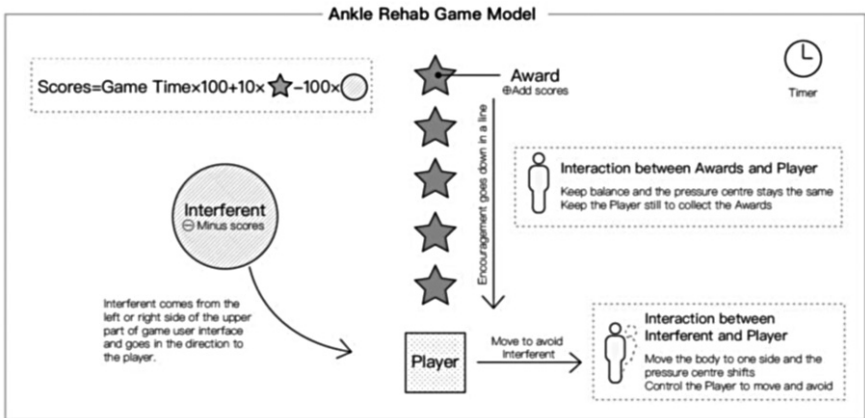 Ankle Rehab Game Model
Scores=Game Time×100+10×★−100×◯
Award
⊕Add scores
Timer
Encouragement goes down in a line
Interaction between Awards and Player
Keep balance and the pressure centre stays the same
Keep the Player still to collect the Awards
Interferent
⊖ Minus scores
Interferent comes from the
left or right side of the upper
part of game user interface
and goes in the direction to
the player.
Player
Move to avoid
Interferent
Interaction between
Interferent and Player
Move the body to one side and the
pressure centre shifts
Control the Player to move and avoid